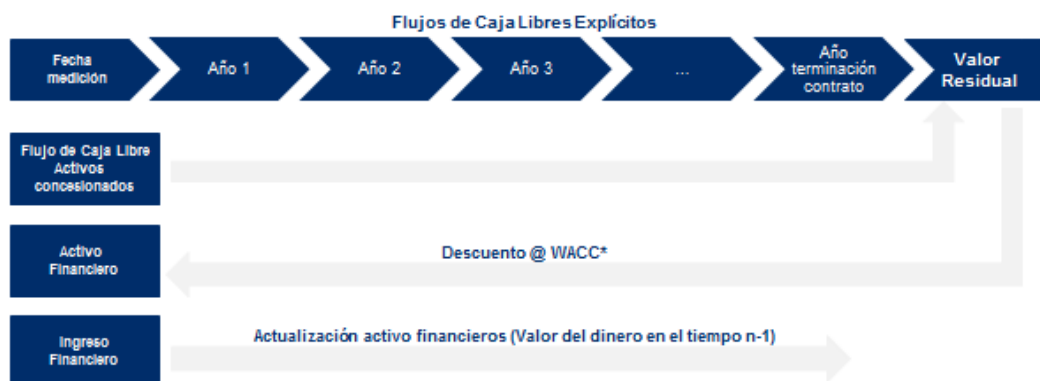 Flujos de Caja Libres Explícitos
Fecha
medición
Año 1
Año 2
Año 3
...
Año
terminación
contrato
Valor
Residual
Flujo de Caja Libre
Activos
concesionados
Activo
Financiero
Descuento @ WACC*
Ingreso
Financiero
Actualización activo financieros (Valor del dinero en el tiempo n-1)